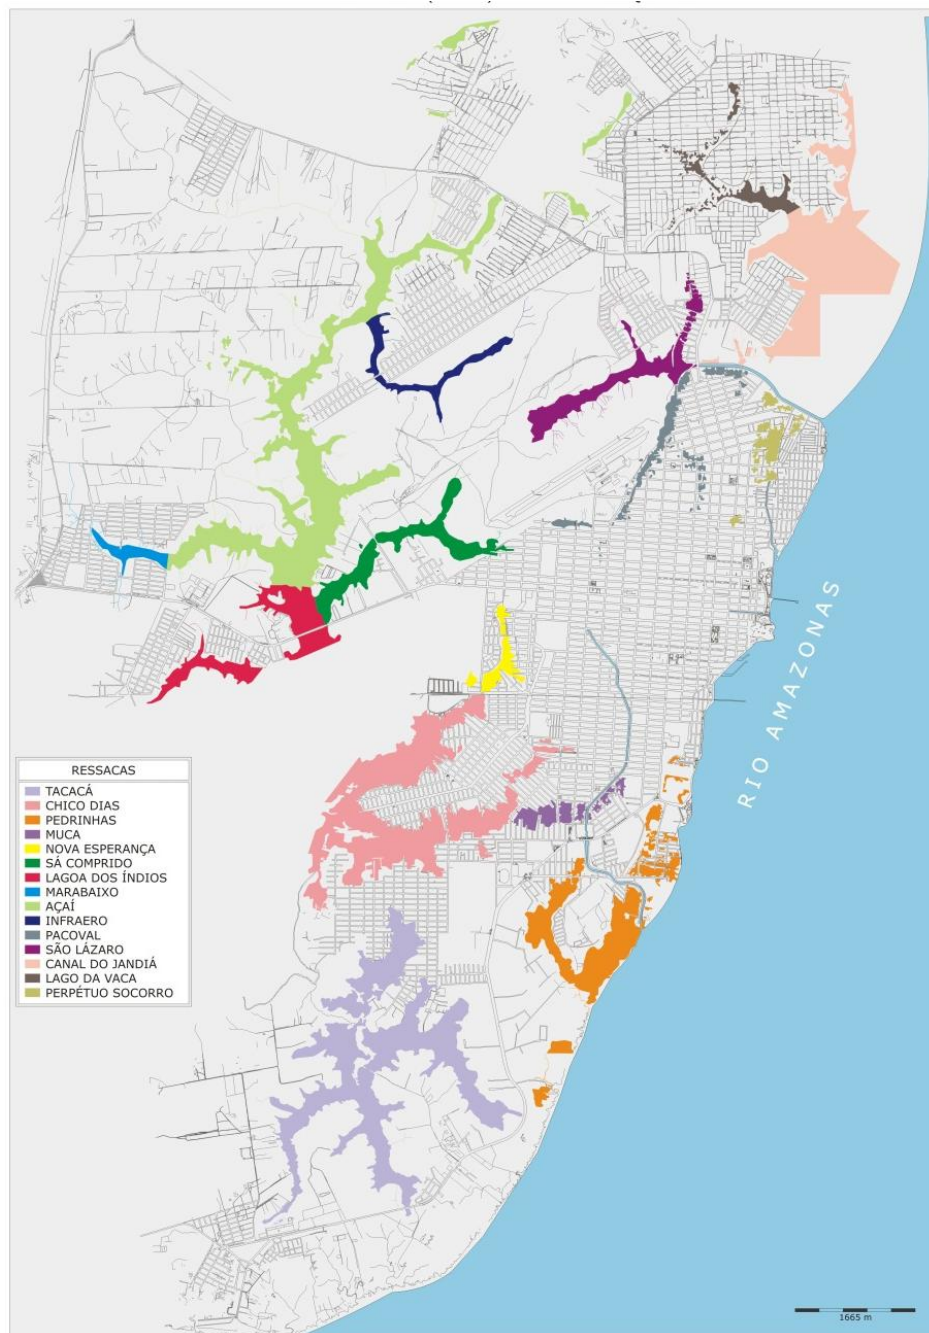 RIO AMAZONAS
RESSACAS
TACACÁ
CHICO DIAS
PEDRINHAS
MUCA
NOVA ESPERANÇA
SÁ COMPRIDO
LAGOA DOS ÍNDIOS
MARABAIXO
AÇAÍ
INFRAERO
PACOVAL
SÃO LÁZARO
CANAL DO JANDIÁ
LAGO DA VACA
PERPÉTUO SOCORRO
1665 m